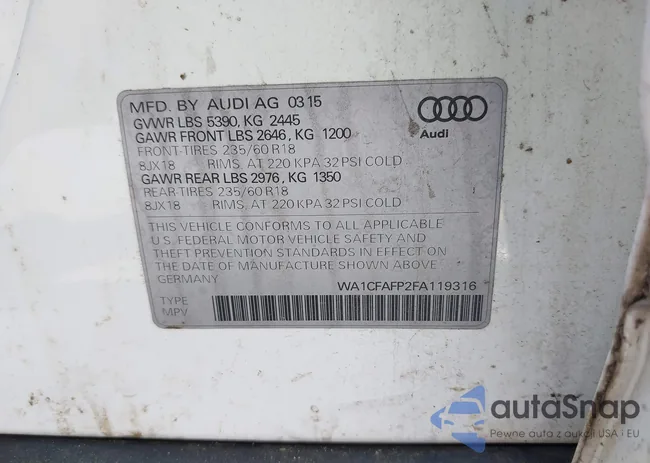 MFD. BY AUDI AG 03 15
GVWR LBS 5390, KG 2445
GAWR FRONT LBS 2646, KG 1200
FRONT-TIRES 235/60 R18
8JX18 RIMS, AT 220 KPA 32 PSI COLD
GAWR REAR LBS 2976, KG 1350
REAR-TIRES 235/60 R18
8JX18 RIMS, AT 220 KPA 32 PSI COLD
Audi
THIS VEHICLE CONFORMS TO ALL APPLICABLE
U.S. FEDERAL MOTOR VEHICLE SAFETY AND
THEFT PREVENTION STANDARDS IN EFFECT ON
THE DATE OF MANUFACTURE SHOWN ABOVE
GERMANY WA1CFAFP2FA119316
TYPE
MPV
autaSnap
Pewne auta z aukcji USA i EU